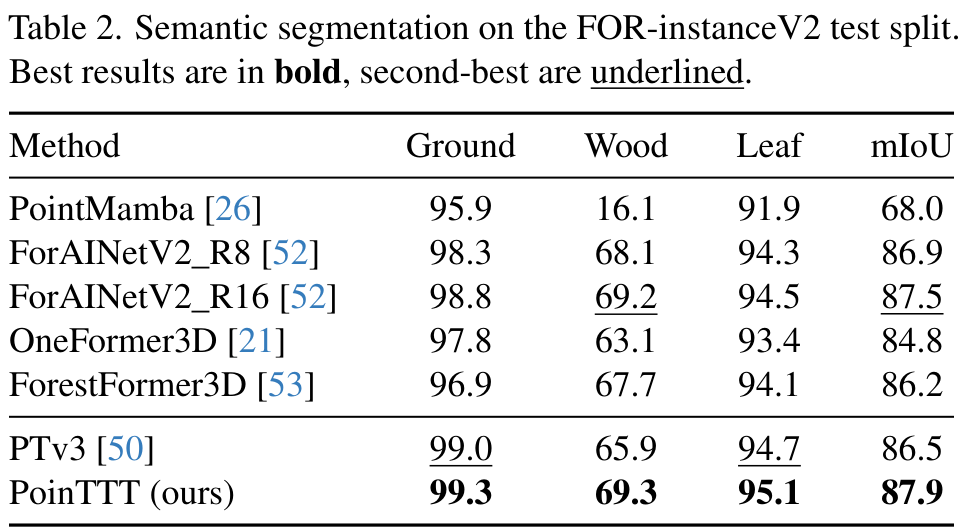 Table 2. Semantic segmentation on the FOR-instanceV2 test split.
Best results are in bold, second-best are underlined.
Method Ground Wood Leaf mIoU
PointMamba [26] 95.9 16.1 91.9 68.0
ForAINetV2_R8 [52] 98.3 68.1 94.3 86.9
ForAINetV2_R16 [52] 98.8 69.2 94.5 87.5
OneFormer3D [21] 97.8 63.1 93.4 84.8
ForestFormer3D [53] 96.9 67.7 94.1 86.2
PTv3 [50] 99.0 65.9 94.7 86.5
PoinTTT (ours) 99.3 69.3 95.1 87.9